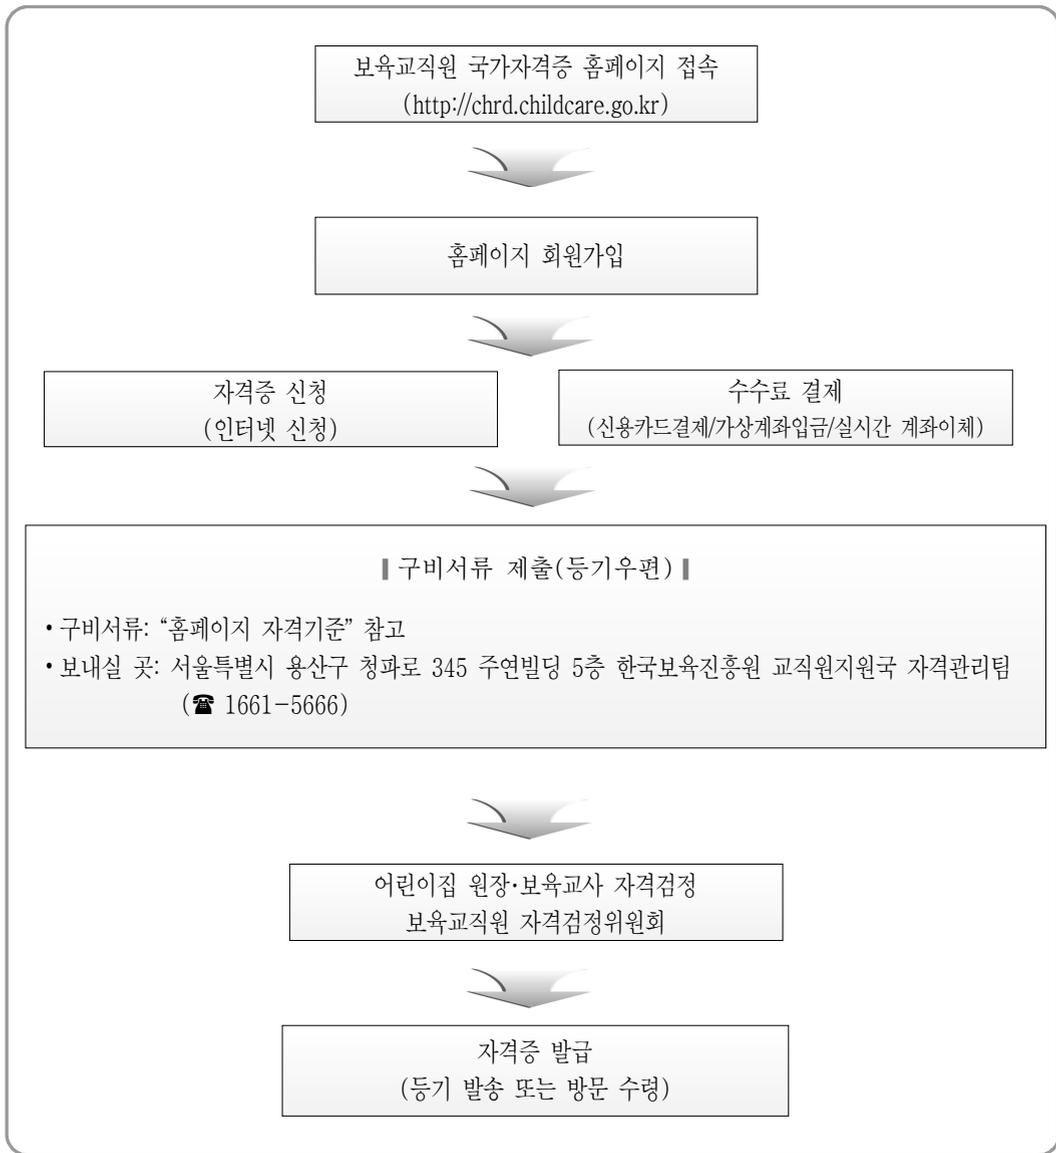 보육교직원 국가자격증 홈페이지 접속
(http://chrd.childcare.go.kr)
홈페이지 회원가입
자격증 신청
(인터넷 신청)
수수료 결제
(신용카드결제/가상계좌입금/실시간 계좌이체)
‖구비서류 제출(등기우편)‖
• 구비서류: “홈페이지 자격기준” 참고
• 보내실 곳: 서울특별시 용산구 청파로 345 주연빌딩 5층 한국보육진흥원 교직원지원국 자격관리팀
(☎ 1661-5666)
어린이집 원장·보육교사 자격검정
보육교직원 자격검정위원회
자격증 발급
(등기 발송 또는 방문 수령)